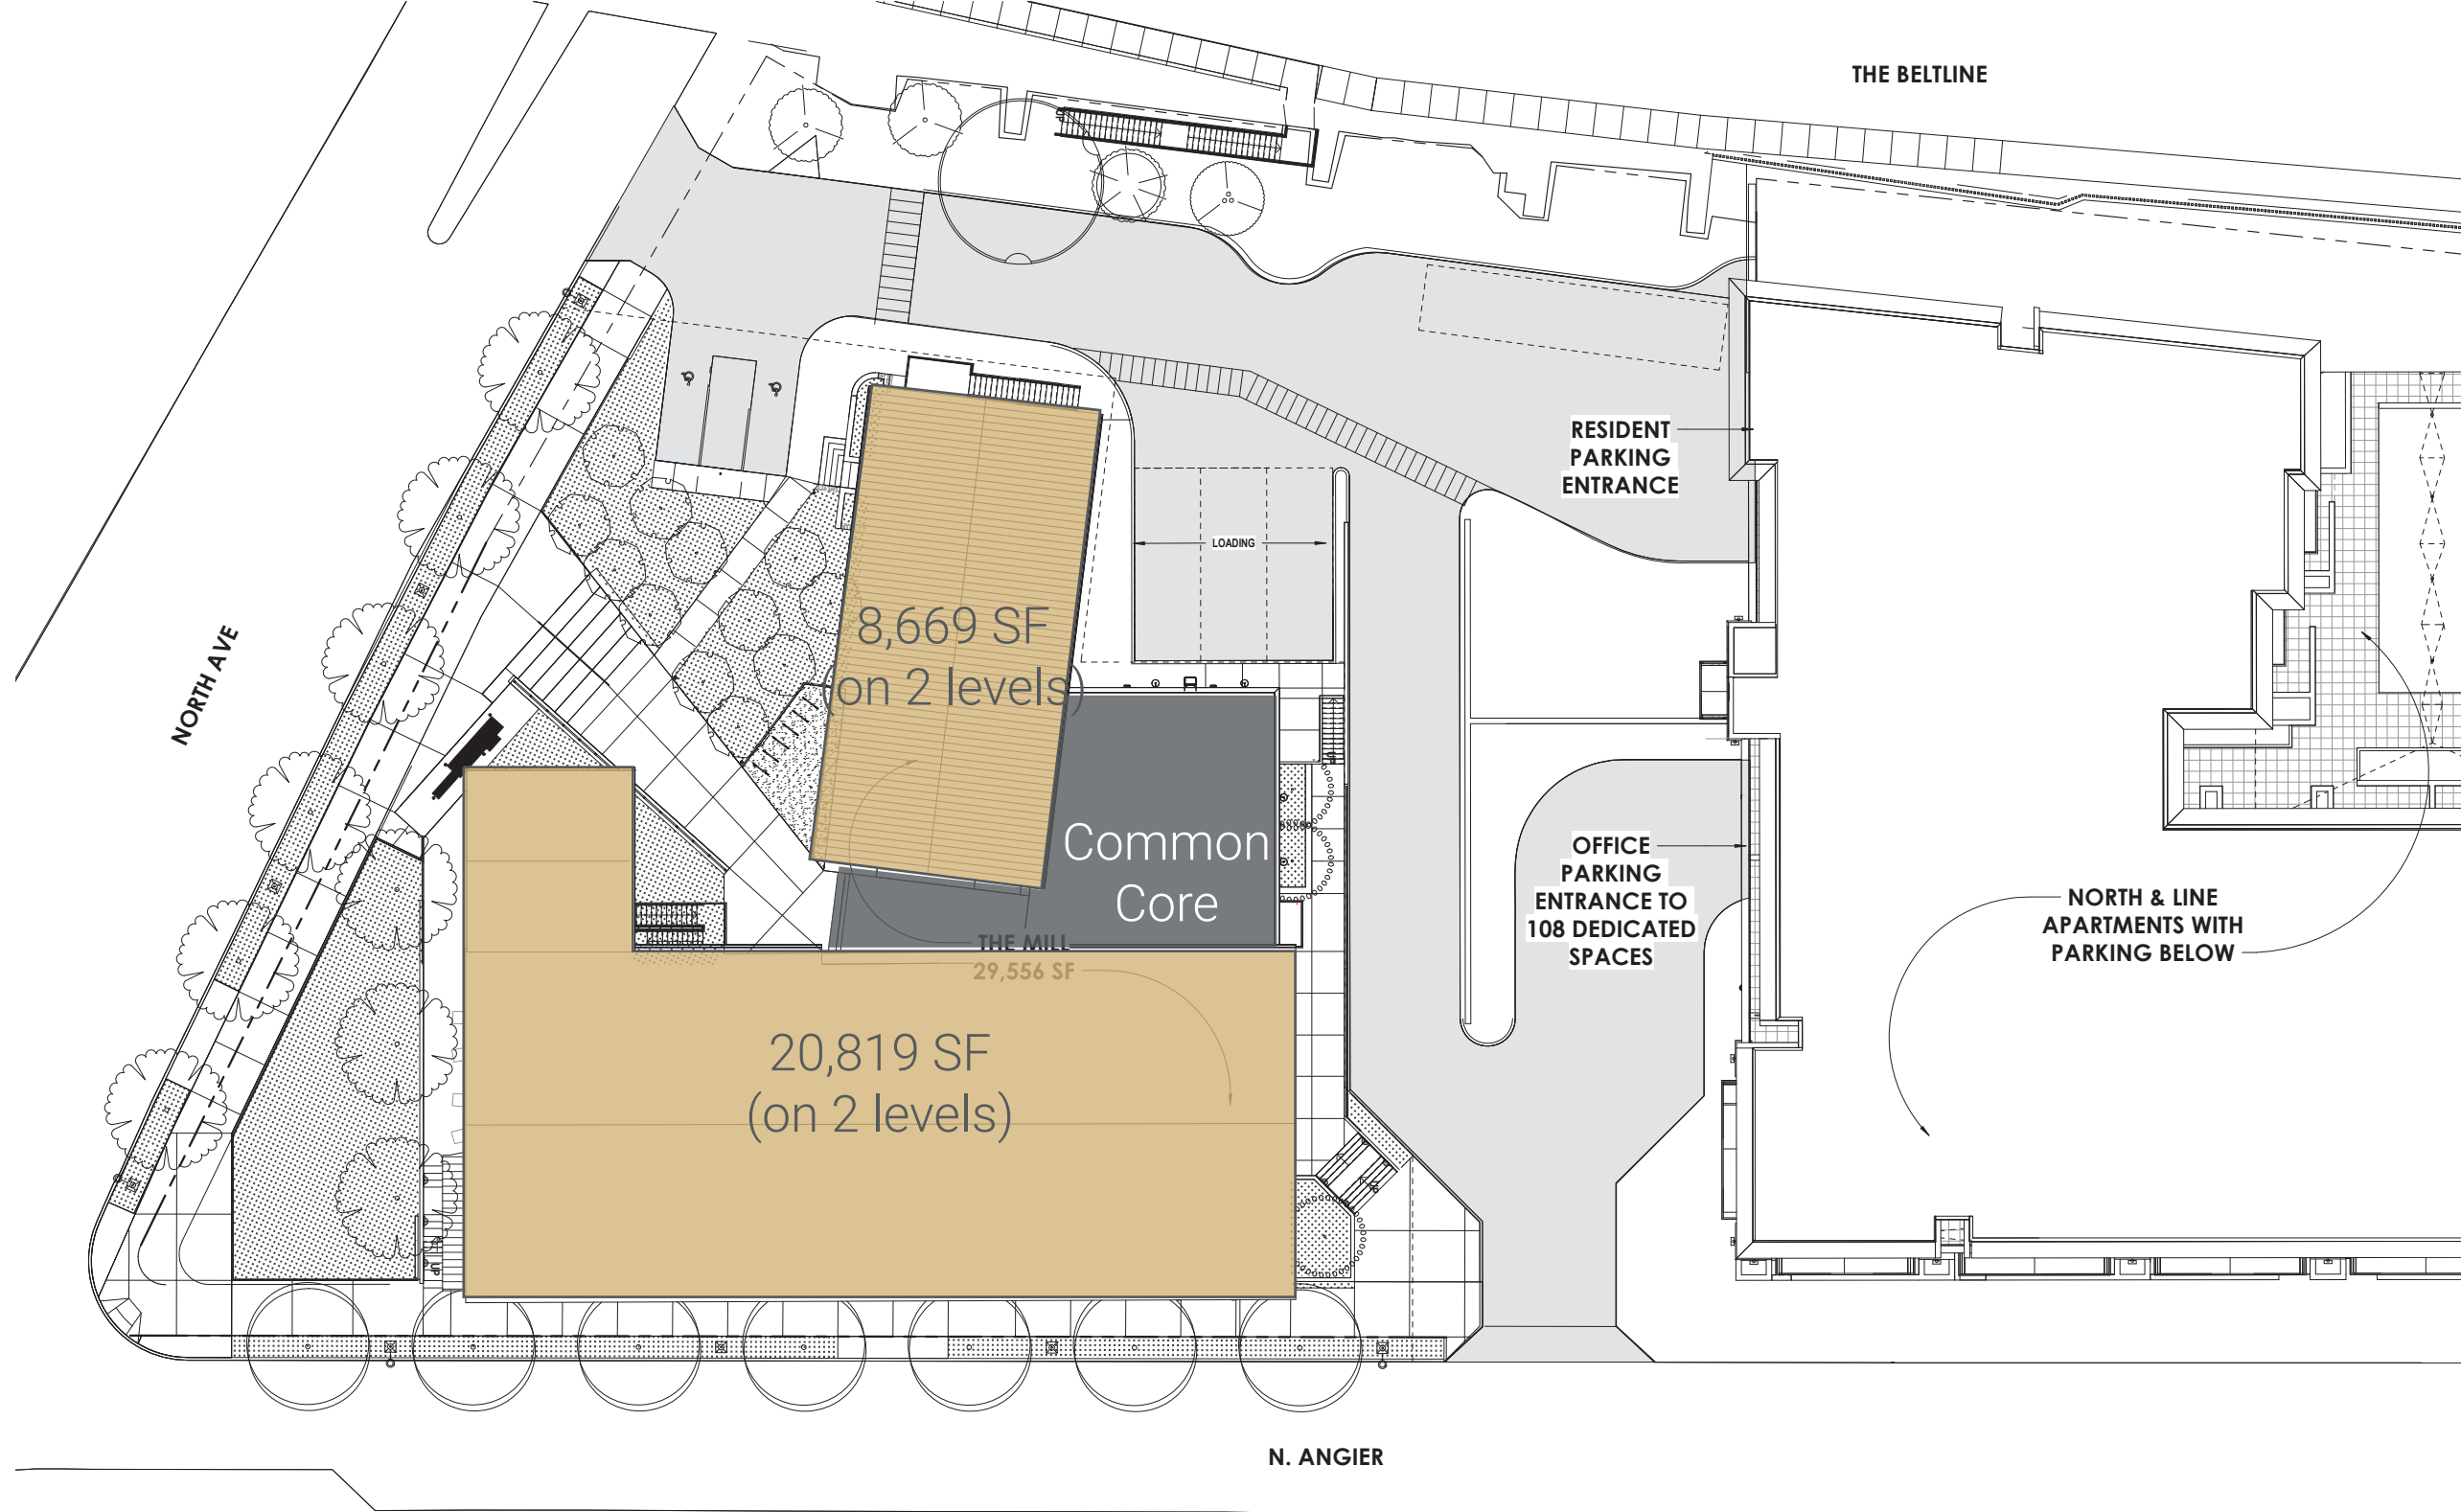 THE BELTLINE
RESIDENT
PARKING
ENTRANCE
LOADING
NORTH AVE
8,669 SF
(on 2 levels)
Common
Core
OFFICE
PARKING
ENTRANCE TO
108 DEDICATED
SPACES
NORTH & LINE
APARTMENTS WITH
PARKING BELOW
THE MILL
29,556 SF
20,819 SF
(on 2 levels)
UP
UP
N. ANGIER